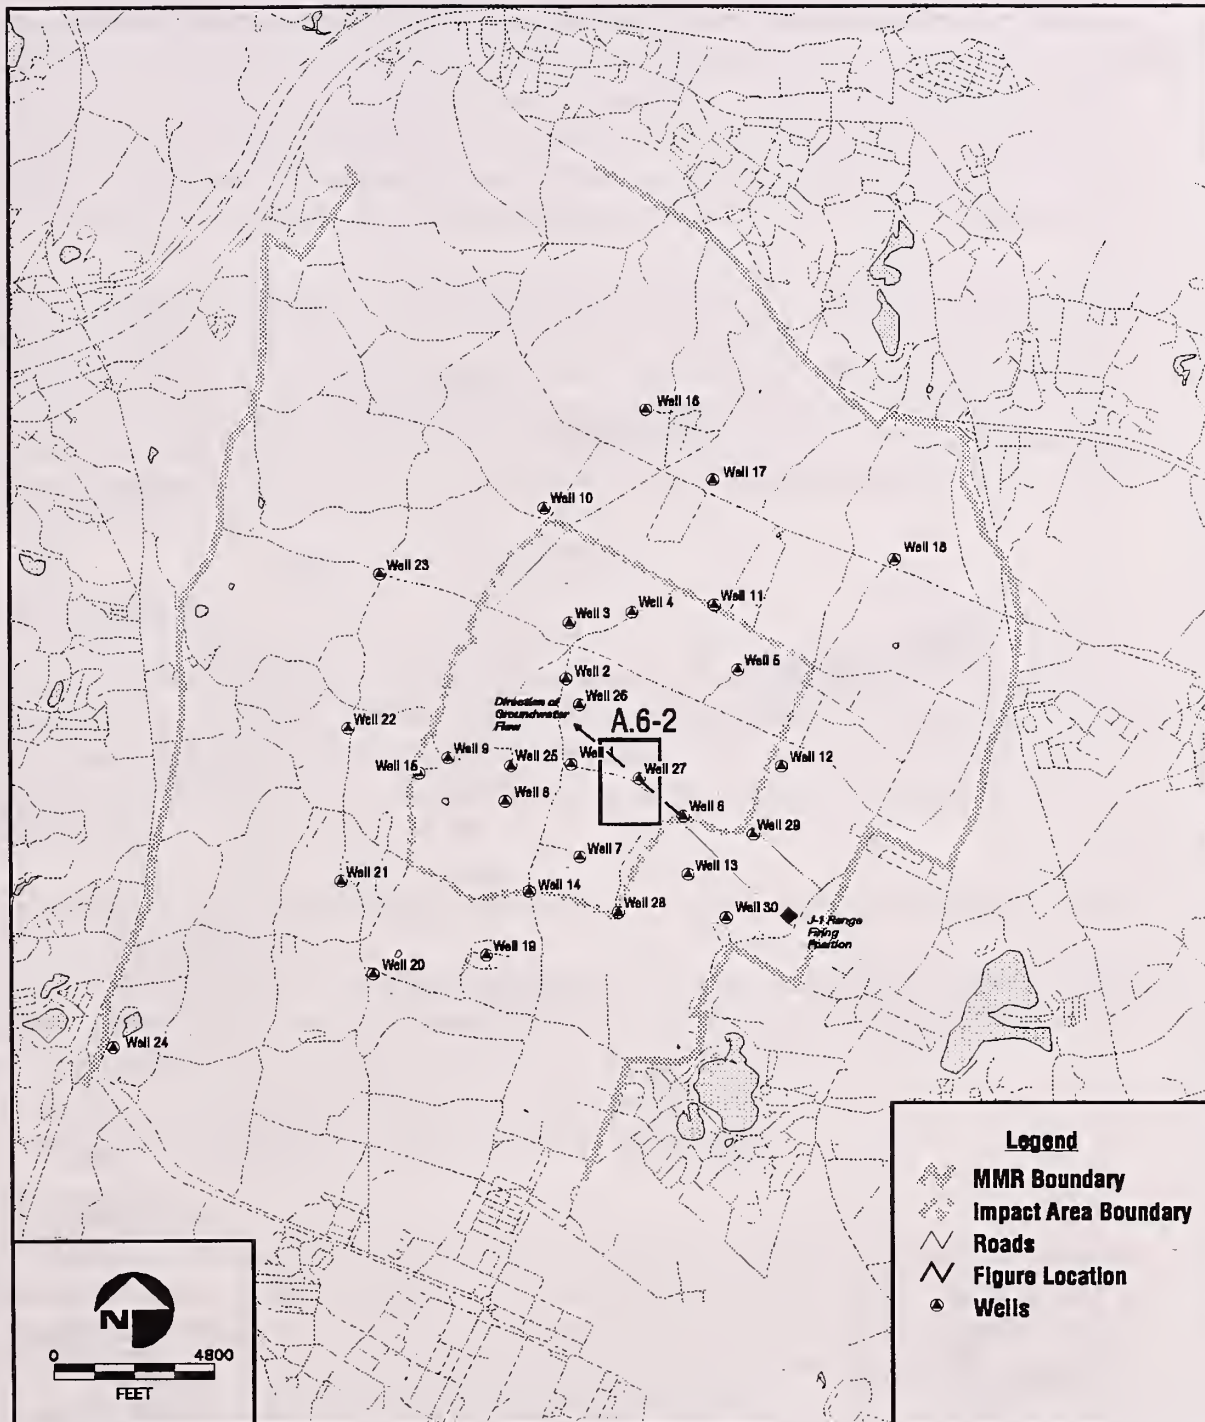 Well 16
Well 17
Well 10
Well 18
Well 23
Well 11
Well 4
Well 3
Well 5
Well 2
Well 26
Direction of
Groundwater
Flow
A.6-2
Well 22
Well 9
Well 25
Well 1
Well 12
Well 15
Well 27
Well 8
Well 6
Well 29
Well 7
Well 13
Well 21
Well 14
Well 28
Well 30
J-1 Range
Firing
Position
Well 19
Well 20
Well 24
Legend
MMR Boundary
Impact Area Boundary
Roads
Figure Location
Wells
N
0 4800
FEET